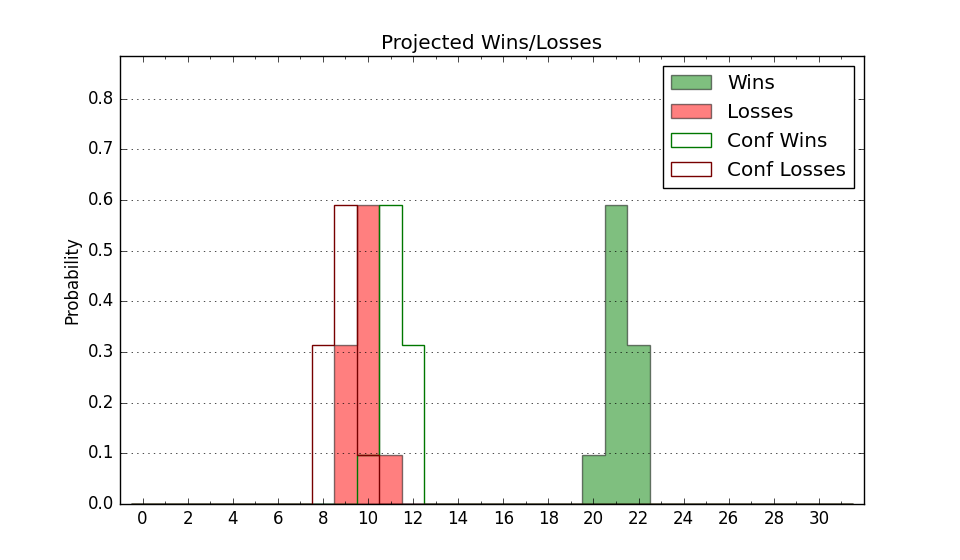 Projected Wins/Losses
Wins
Losses
Conf Wins
Conf Losses
Probability
0.8
0.7
0.6
0.5
0.4
0.3
0.2
0.1
0.0
0 2 4 6 8 10 12 14 16 18 20 22 24 26 28 30